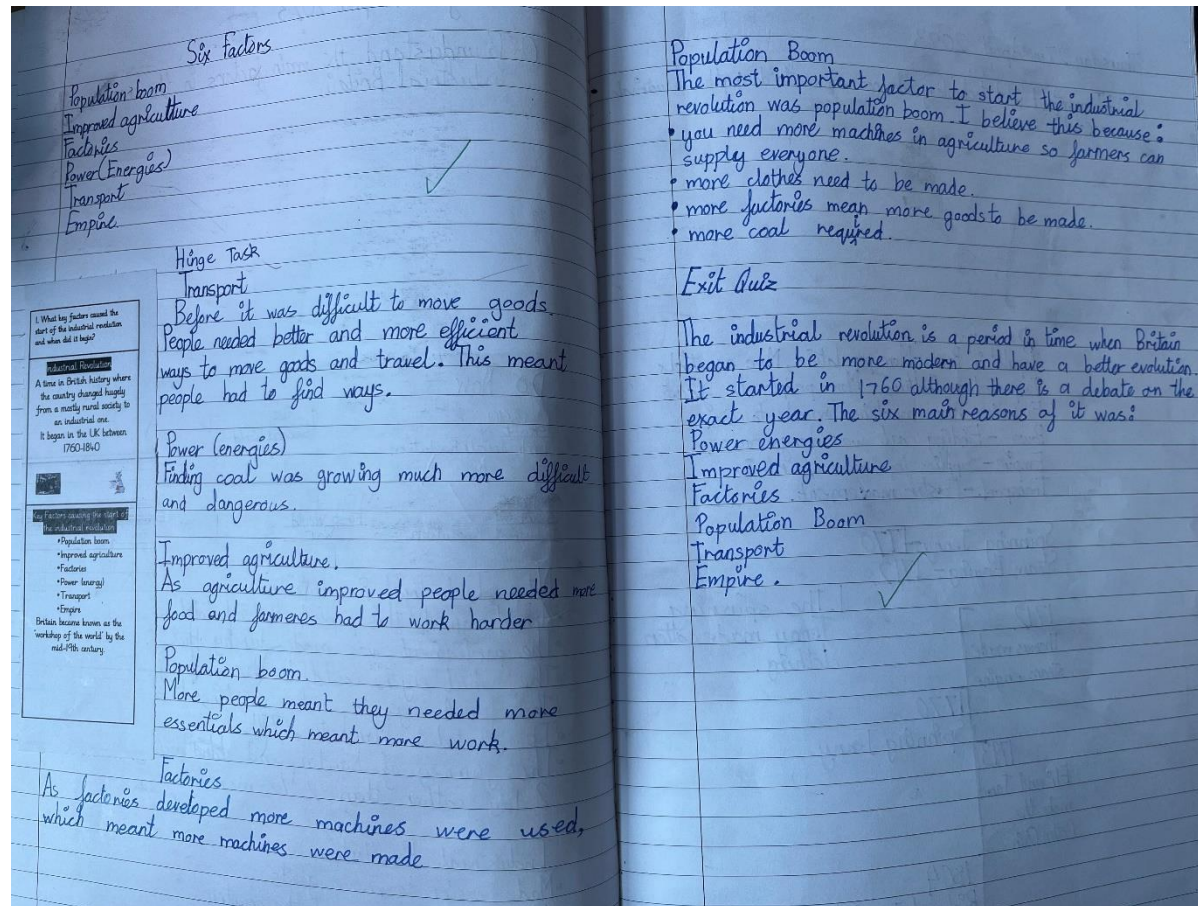 Six Factors
Population boom
Improved agriculture
Factories
Power (Energies)
Transport
Empire.
Hinge Task
Transport
Before it was difficult to move goods.
People needed better and more efficient
ways to move goods and travel. This meant
people had to find ways.
Power (energies)
Finding coal was growing much more difficult
and dangerous.
Improved agriculture.
As agriculture improved people needed more
food and farmeres had to work harder
Population boom.
More people meant they needed more
essentials which meant more work.
Factories
As factories developed more machines were used,
which meant more machines were made
1. What key factors caused the
start of the industrial revolution
and when did it begin?
Industrial Revolution
A time in British history where
the country changed hugely
from a mostly rural society to
an industrial one.
It began in the UK between
1760-1840
Key Factors causing the start of
the industrial revolution
•Population boom
•Improved agriculture
•Factories
•Power (energy)
•Transport
•Empire
Britain became known as the
'workshop of the world' by the
mid-19th century.
Population Boom
The most important factor to start the industrial
revolution was population boom. I believe this because:
• you need more machines in agriculture so farmers can
supply everyone.
• more clothes need to be made.
• more factories mean more goods to be made.
• more coal required.
Exit Quiz
The industrial revolution is a period in time when Britain
began to be more modern and have a better evolution.
It started in 1760 although there is a debate on the
exact year. The six main reasons of it was:
Power energies
Improved agriculture
Factories.
Population Boom
Transport
Empire.